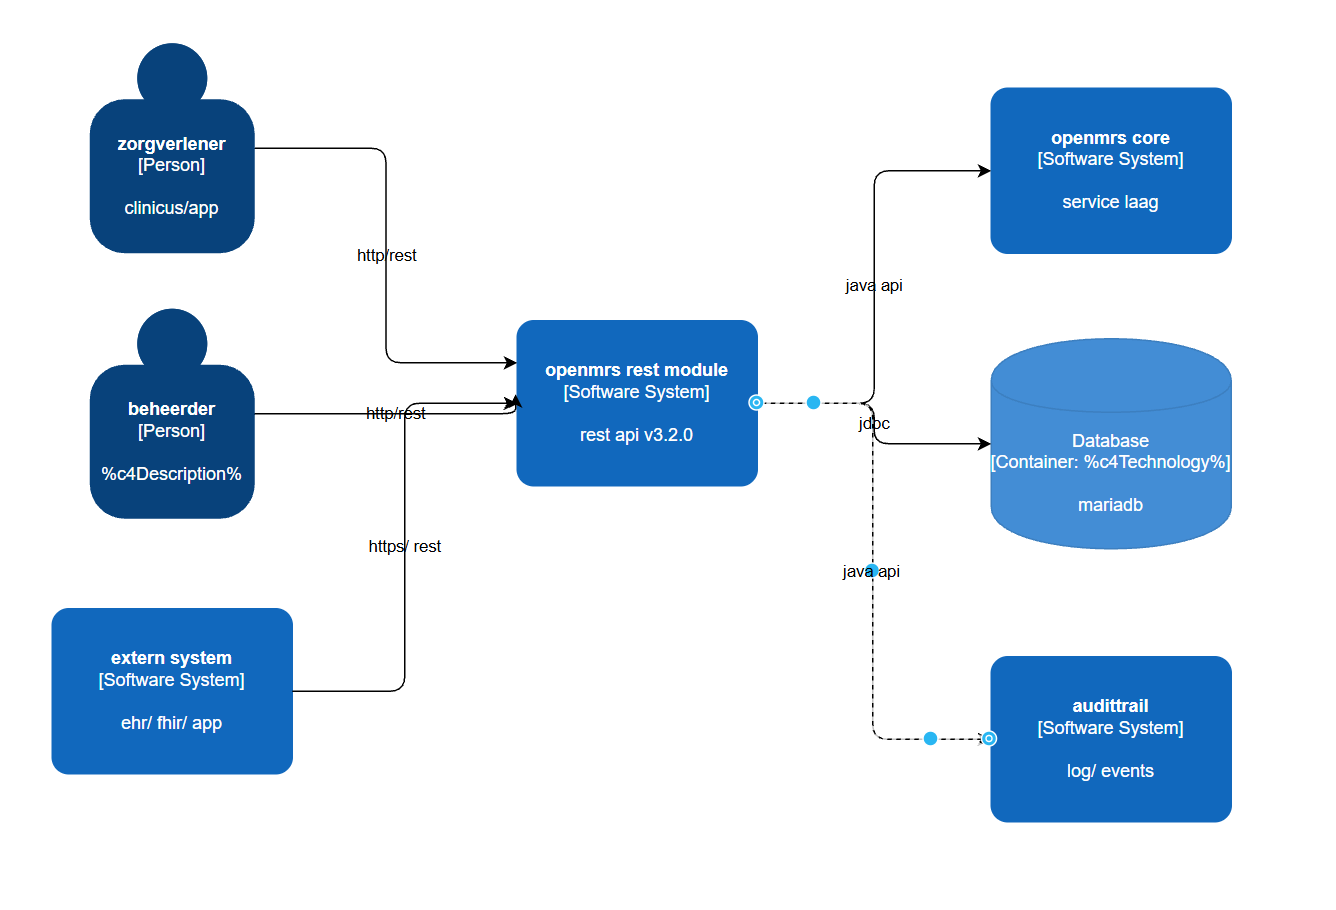 zorgverlener
[Person]
clinicus/app
http/rest
beheerder
[Person]
%c4Description%
http/rest
https/ rest
extern system
[Software System]
ehr/ fhir/ app
openmrs rest module
[Software System]
rest api v3.2.0
java api
jdbc
java api
openmrs core
[Software System]
service laag
Database
[Container: %c4Technology%]
mariadb
audittrail
[Software System]
log/ events